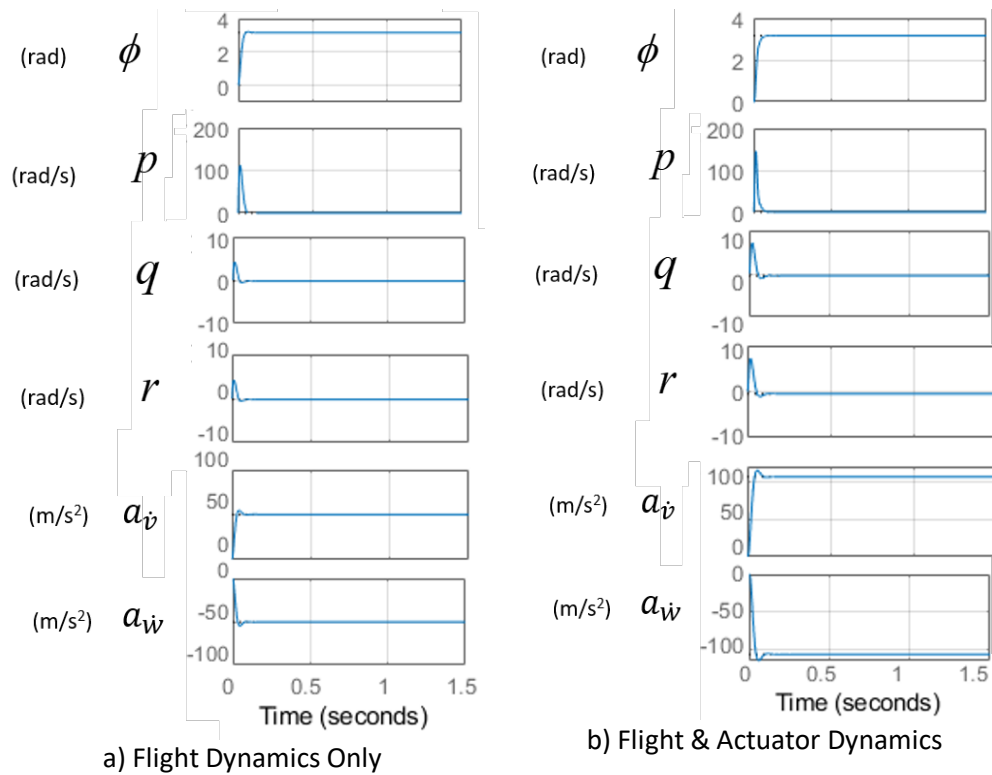 (rad) ϕ 4 2 0
(rad/s) p 200 100 0
(rad/s) q 10 0 -10
(rad/s) r 10 0 -10
(m/s²) a_v̇ 100 50 0
(m/s²) a_ẇ 0 -50 -100
0 0.5 1 1.5
Time (seconds)
a) Flight Dynamics Only
(rad) ϕ 4 2 0
(rad/s) p 200 100 0
(rad/s) q 10 0 -10
(rad/s) r 10 0 -10
(m/s²) a_v̇ 100 50 0
(m/s²) a_ẇ 0 -50 -100
0 0.5 1 1.5
Time (seconds)
b) Flight & Actuator Dynamics